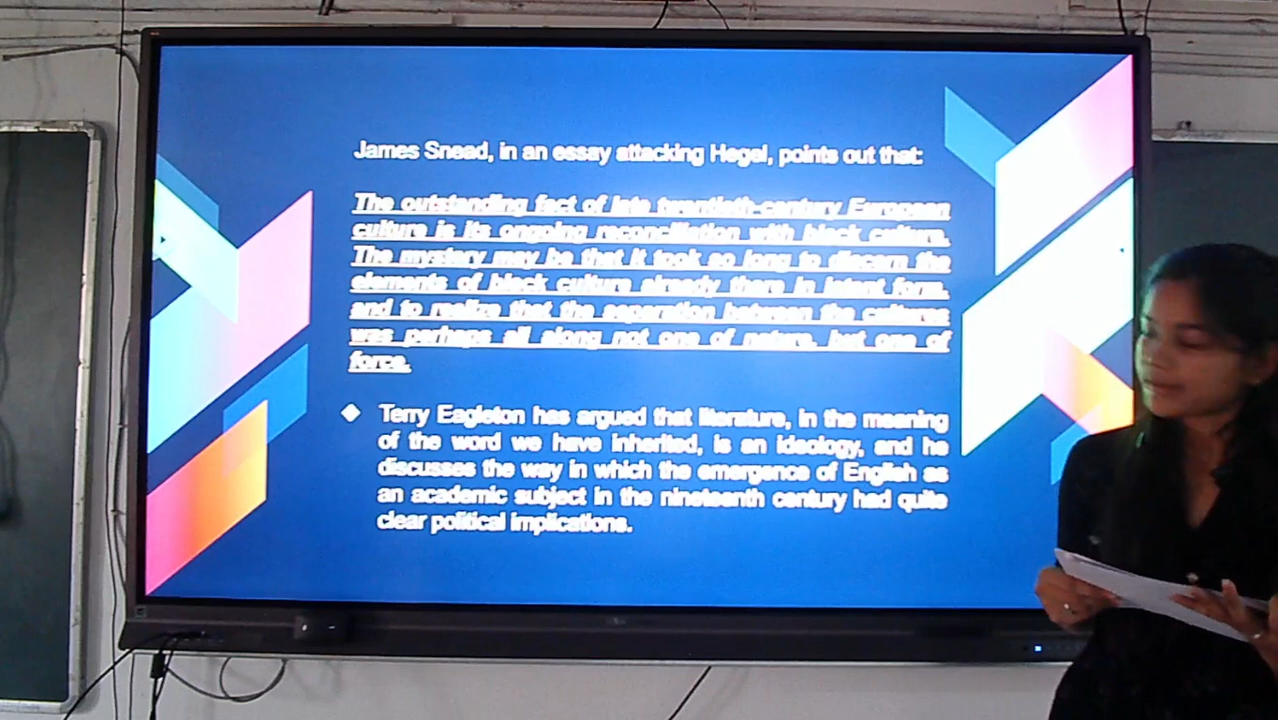 James Snead, in an essay attacking Hegel, points out that:
The outstanding fact of late twentieth-century European
culture is its ongoing reconciliation with black culture.
The mystery may be that it took so long to discern the
elements of black culture already there in latent form,
and to realize that the separation between the cultures
was perhaps all along not one of nature, but one of
force.
Terry Eagleton has argued that literature, in the meaning
of the word we have inherited, is an ideology, and he
discusses the way in which the emergence of English as
an academic subject in the nineteenth century had quite
clear political implications.